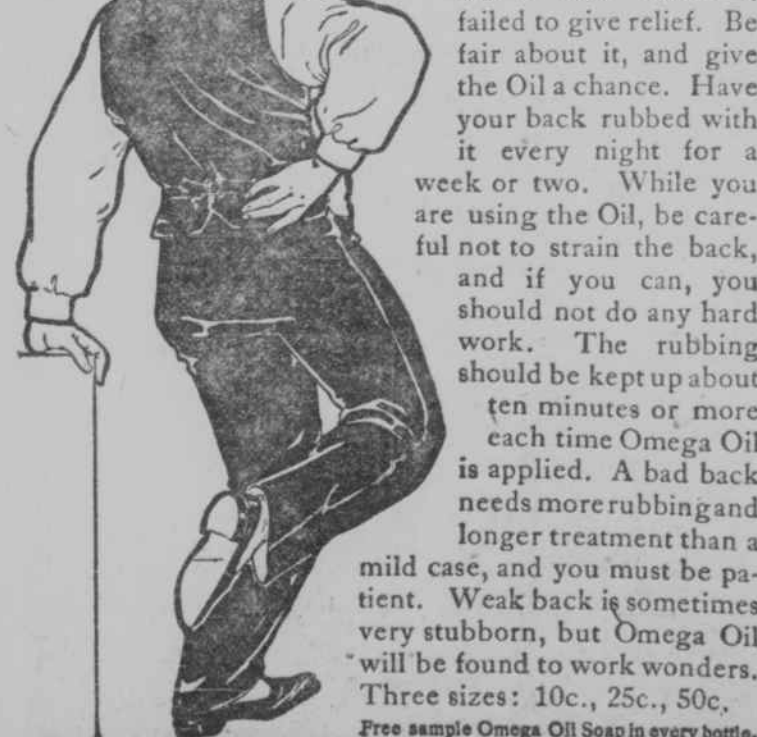 failed to give relief. Be
fair about it, and give
the Oil a chance. Have
your back rubbed with
it every night for a
week or two. While you
are using the Oil, be care-
ful not to strain the back,
and if you can, you
should not do any hard
work. The rubbing
should be kept up about
ten minutes or more
each time Omega Oil
is applied. A bad back
needs more rubbing and
longer treatment than a
mild case, and you must be pa-
tient. Weak back is sometimes
very stubborn, but Omega Oil
will be found to work wonders.
Three sizes: 10c., 25c., 50c.
Free sample Omega Oil Soap in every bottle.